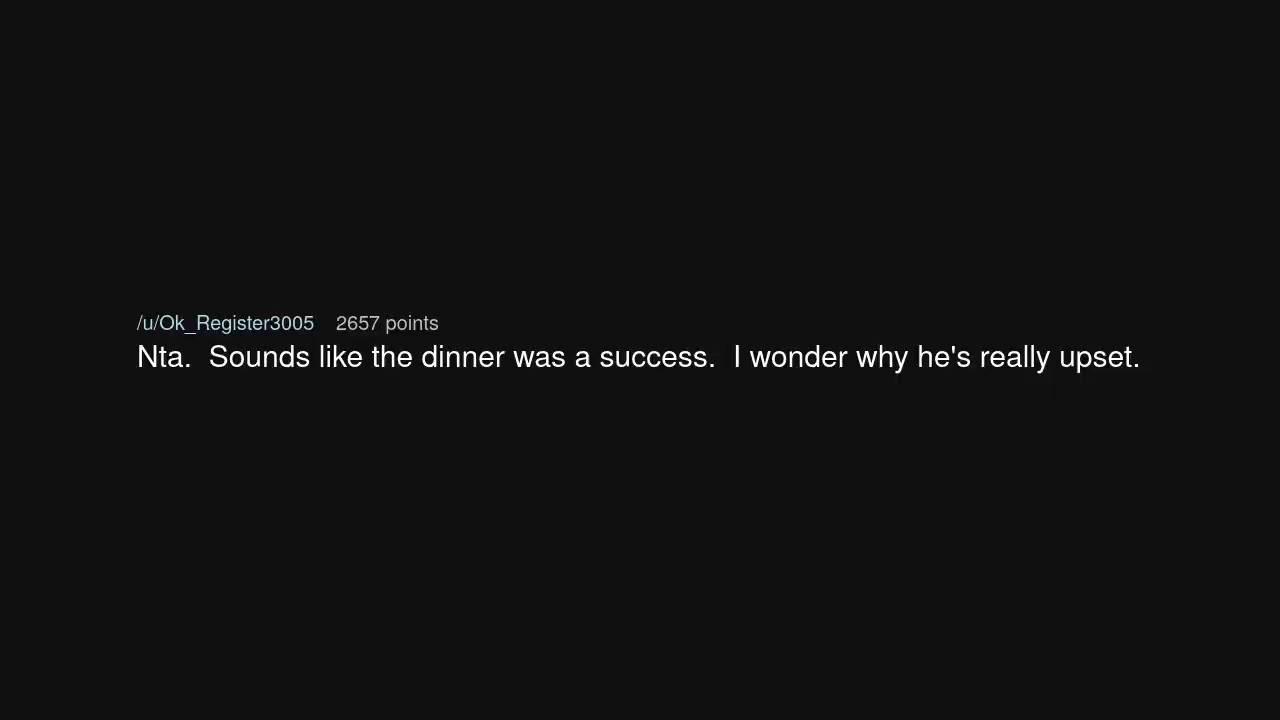 /u/Ok_Register3005 2657 points
Nta. Sounds like the dinner was a success. I wonder why he's really upset.